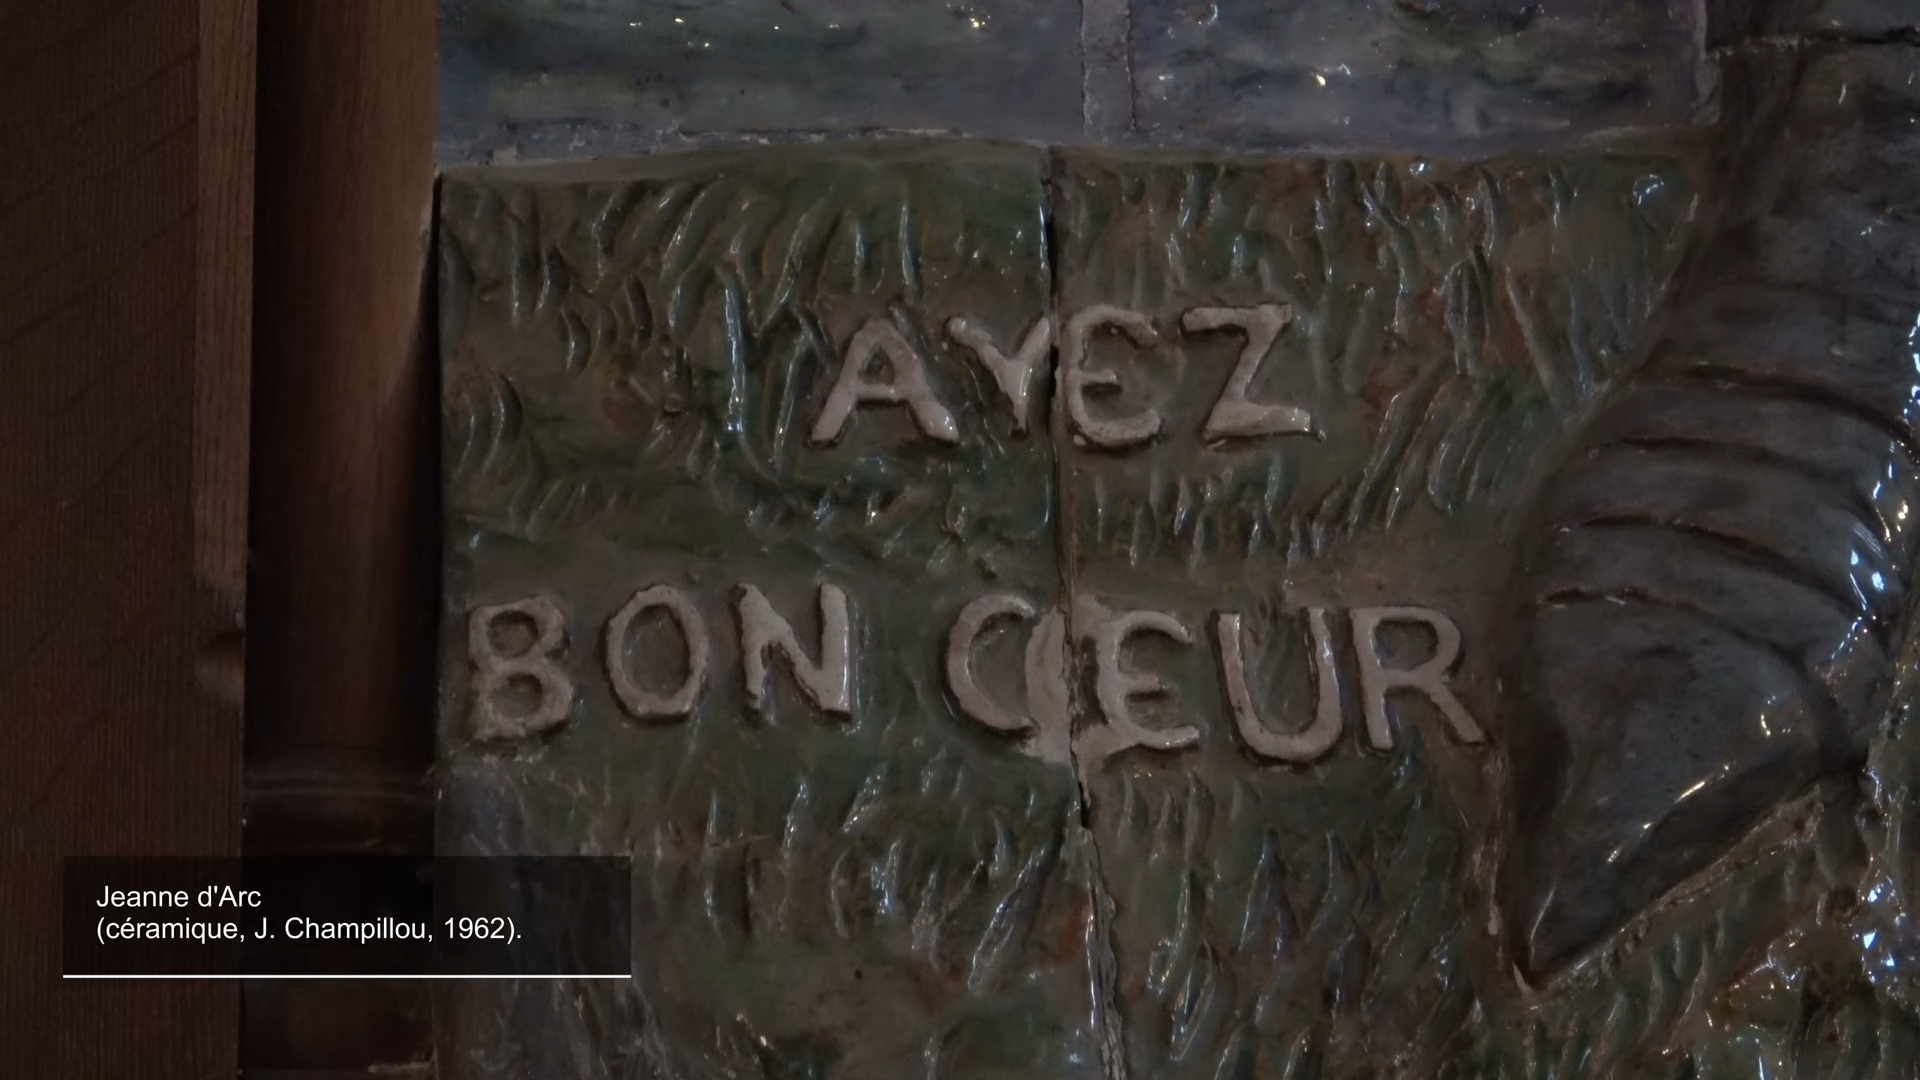 AYEZ
BON CŒUR
Jeanne d'Arc
(céramique, J. Champillou, 1962).